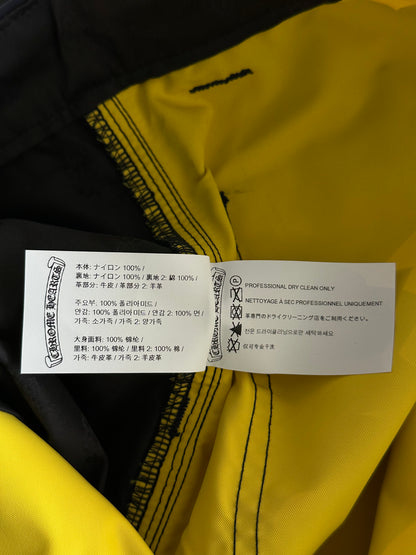 CHROME HEARTS
本体: ナイロン 100% /
裏地: ナイロン 100% / 裏地 2: 綿 100% /
革部分: 牛皮 / 革部分 2: 羊革
주요부: 100% 폴리아미드 /
안감: 100% 폴리아미드 / 안감 2: 100% 면 /
가죽: 소가죽 / 가죽 2: 양가죽
大身面料: 100% 锦纶 /
里料: 100% 锦纶 / 里料 2: 100% 棉 /
皮革: 牛皮革 / 皮革 2: 羊皮革
CHROME HEARTS
PROFESSIONAL DRY CLEAN ONLY
NETTOYAGE À SEC PROFESSIONNEL UNIQUEMENT
革専門のドライクリーニング店をご利用ください。
전문 드라이클리닝으로만 세탁하세요
仅可专业干洗